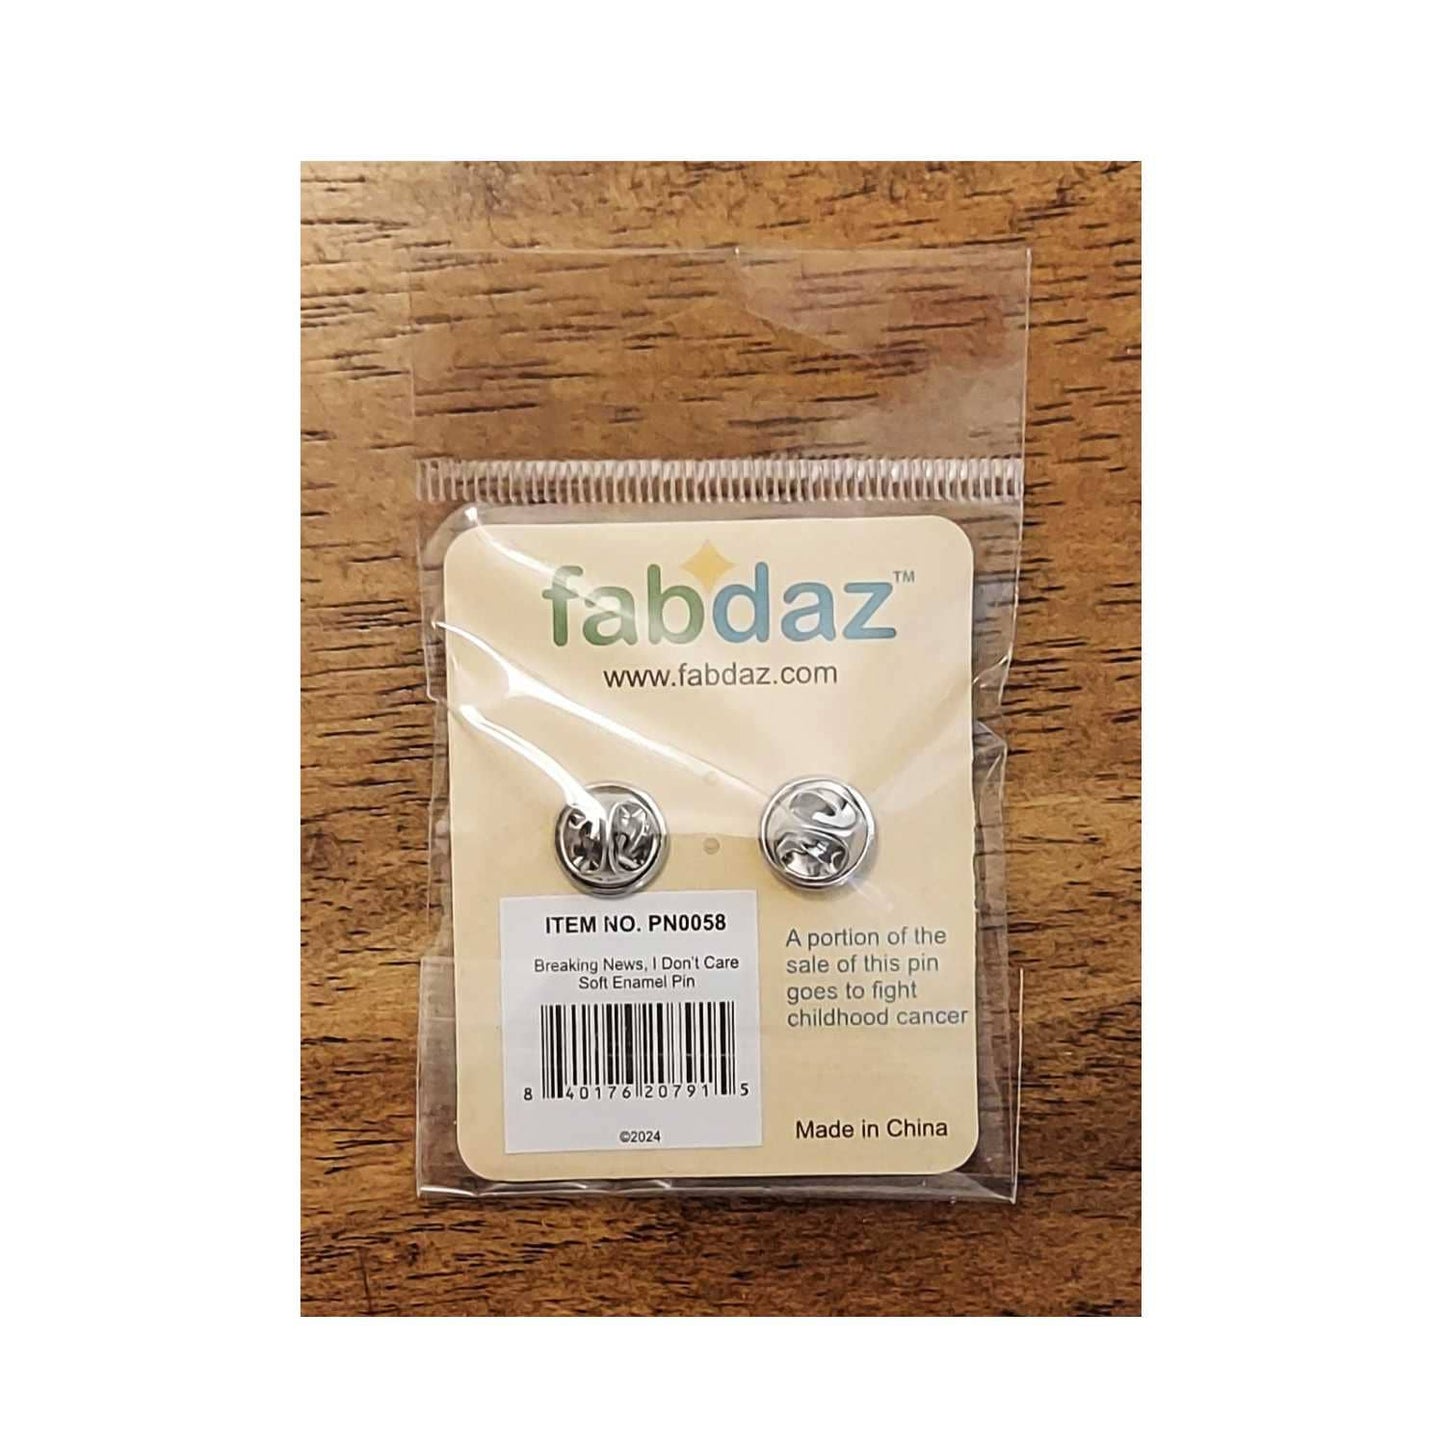 fabdaz™
www.fabdaz.com
ITEM NO. PN0058
Breaking News, I Don't Care
Soft Enamel Pin
8 40176 20791 5
©2024
A portion of the
sale of this pin
goes to fight
childhood cancer
Made in China